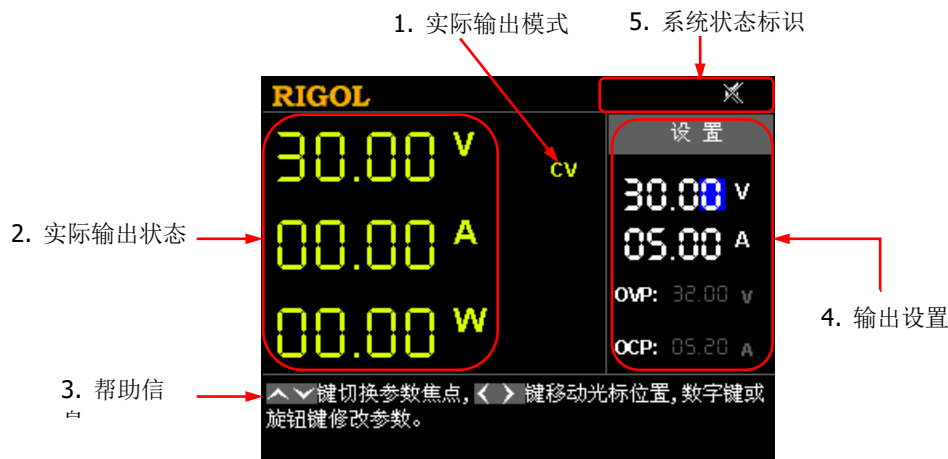 1. 实际输出模式
5. 系统状态标识
RIGOL
30.00 V
CV
设 置
30.00 V
2. 实际输出状态
00.00 A
05.00 A
OVP: 32.00 V
4. 输出设置
00.00 W
OCP: 05.20 A
3. 帮助信
键切换参数焦点, 键移动光标位置, 数字键或
旋钮键修改参数。